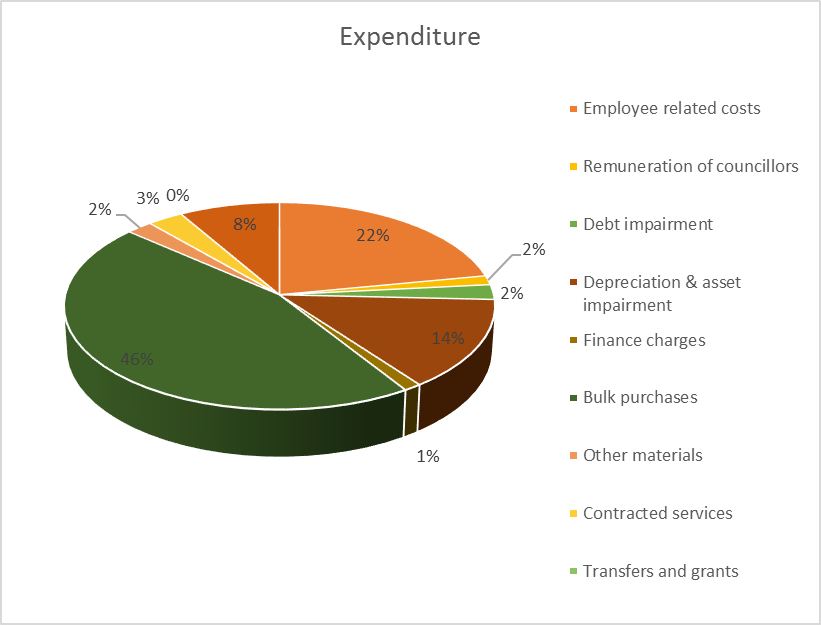 Expenditure
Employee related costs
Remuneration of councillors
Debt impairment
Depreciation & asset
impairment
Finance charges
Bulk purchases
Other materials
Contracted services
Transfers and grants
22%
2%
2%
14%
1%
46%
2%
3%
0%
8%